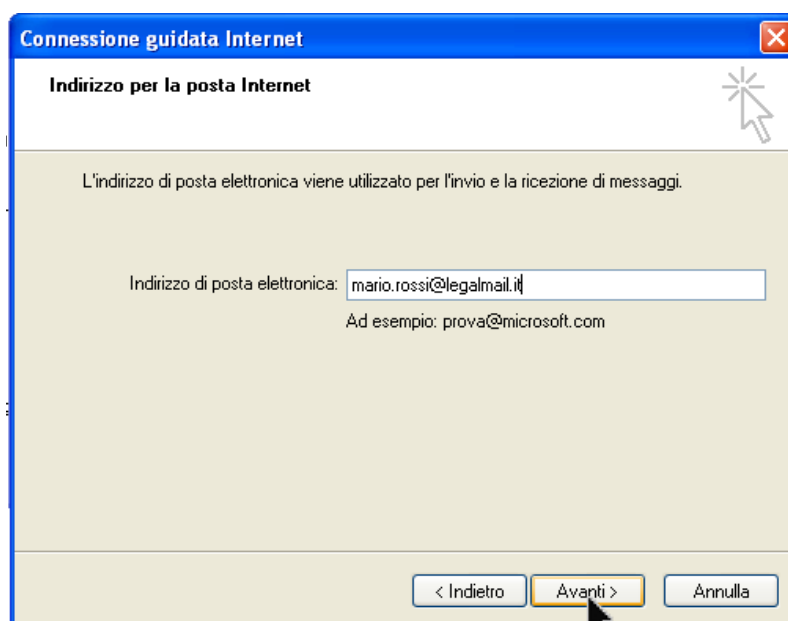 Connessione guidata Internet
Indirizzo per la posta Internet
L'indirizzo di posta elettronica viene utilizzato per l'invio e la ricezione di messaggi.
Indirizzo di posta elettronica: mario.rossi@legalmail.it
Ad esempio: prova@microsoft.com
< Indietro Avanti > Annulla